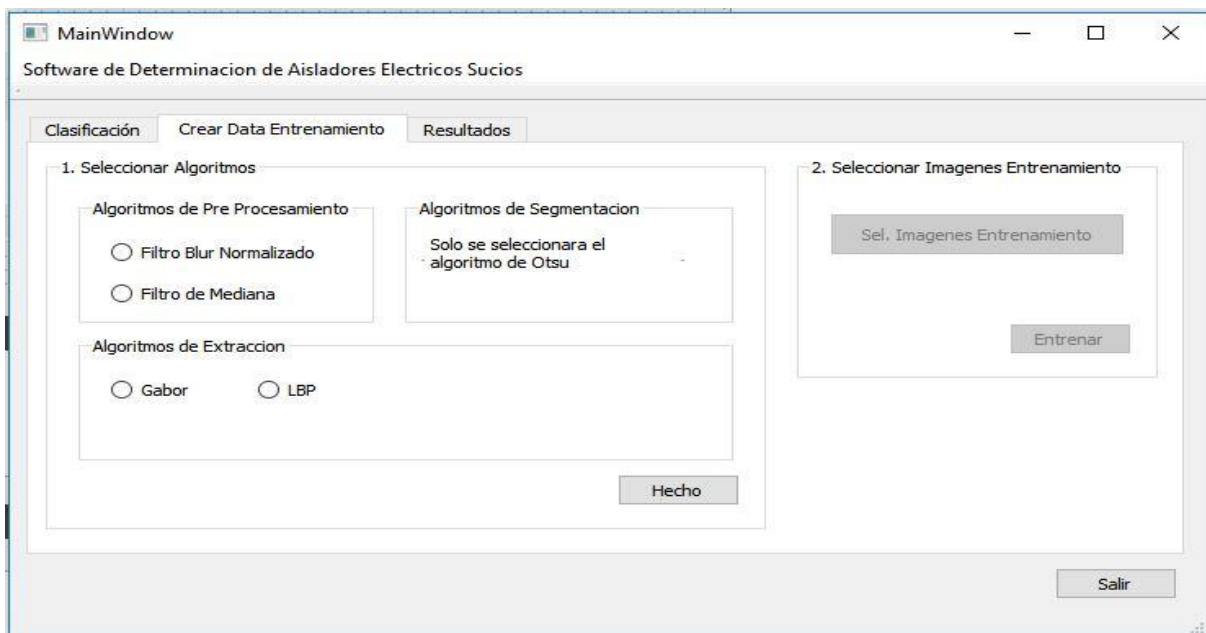 MainWindow
Software de Determinacion de Aisladores Electricos Sucios
Clasificación
Crear Data Entrenamiento
Resultados
1. Seleccionar Algoritmos
Algoritmos de Pre Procesamiento
Filtro Blur Normalizado
Filtro de Mediana
Algoritmos de Segmentacion
Solo se seleccionara el
algoritmo de Otsu
Algoritmos de Extraccion
Gabor
LBP
Hecho
2. Seleccionar Imagenes Entrenamiento
Sel. Imagenes Entrenamiento
Entrenar
Salir